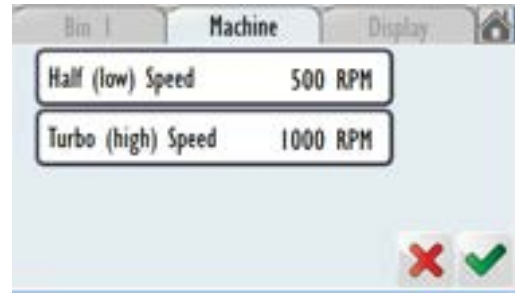 Bin 1 Machine Display
Half (low) Speed 500 RPM
Turbo (high) Speed 1000 RPM